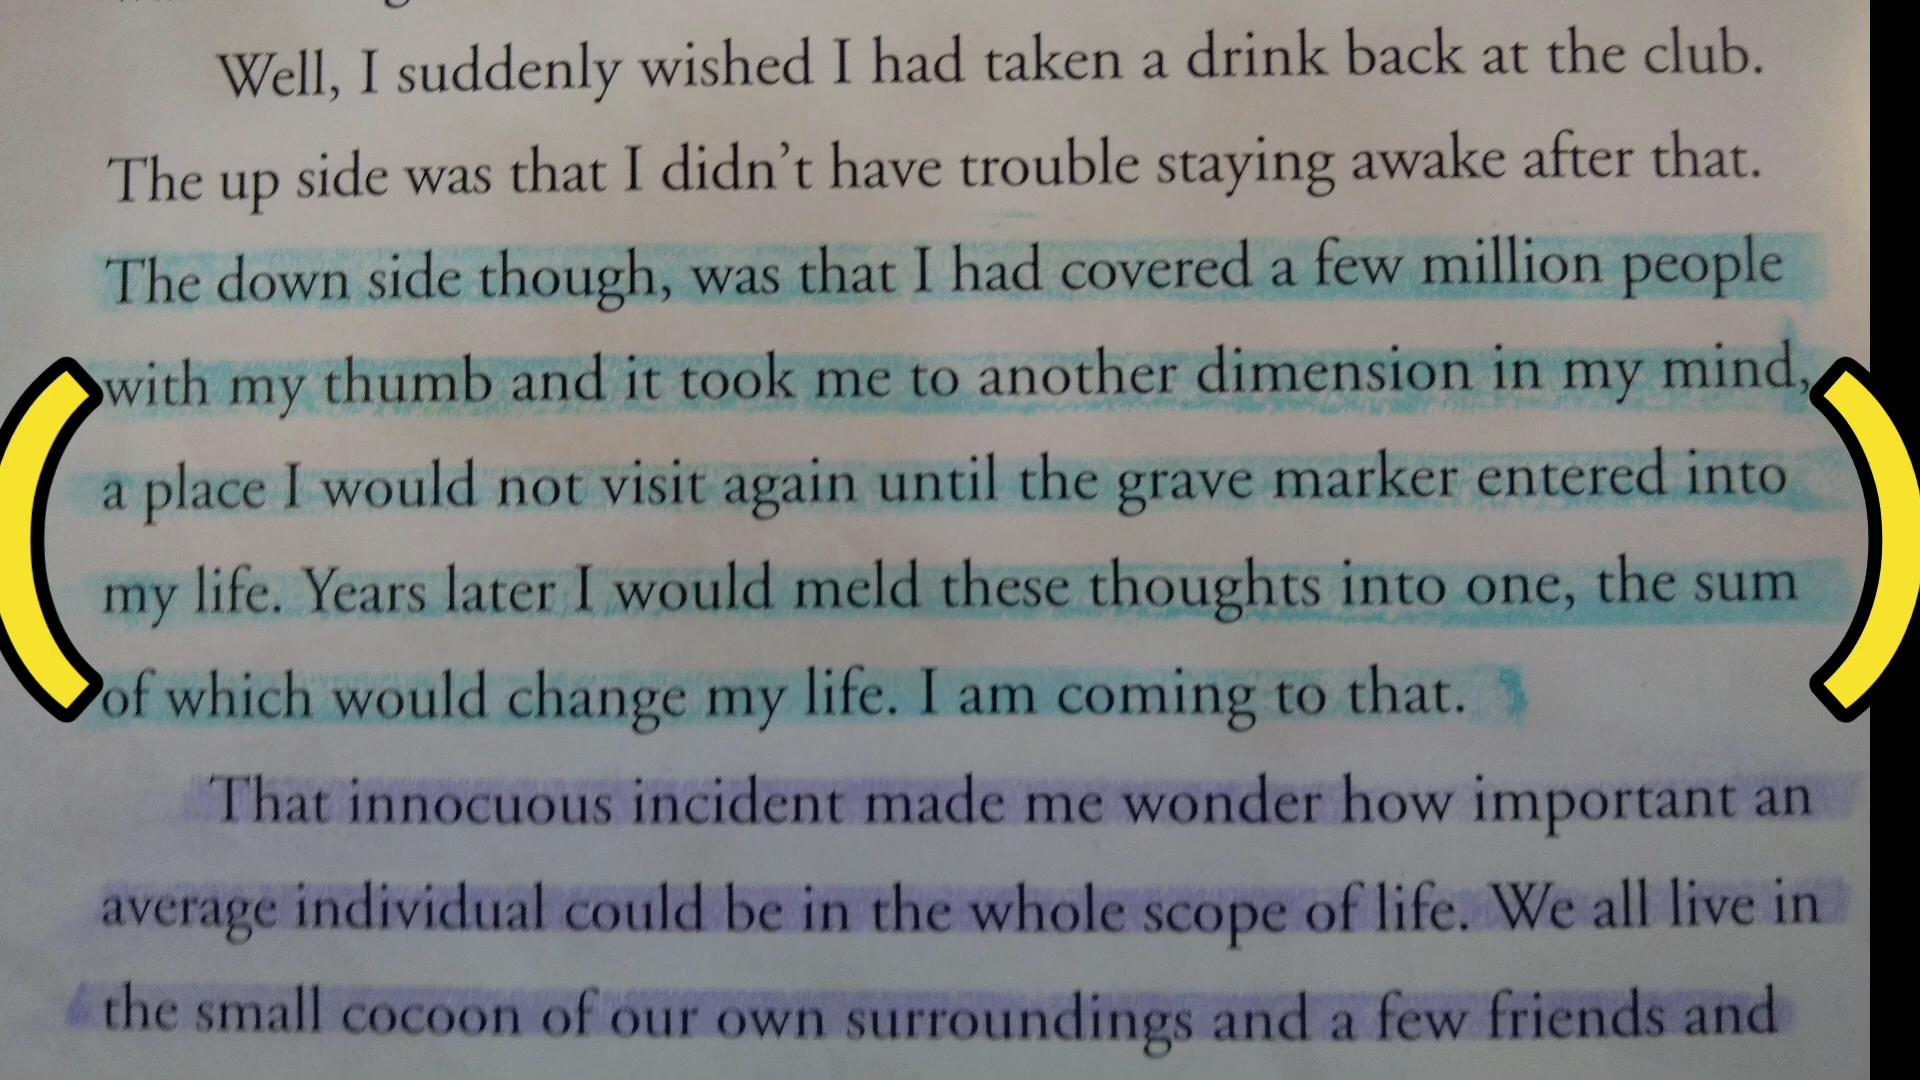 Well, I suddenly wished I had taken a drink back at the club.
The up side was that I didn't have trouble staying awake after that.
The down side though, was that I had covered a few million people
with my thumb and it took me to another dimension in my mind,
a place I would not visit again until the grave marker entered into
my life. Years later I would meld these thoughts into one, the sum
of which would change my life. I am coming to that.
That innocuous incident made me wonder how important an
average individual could be in the whole scope of life. We all live in
the small cocoon of our own surroundings and a few friends and